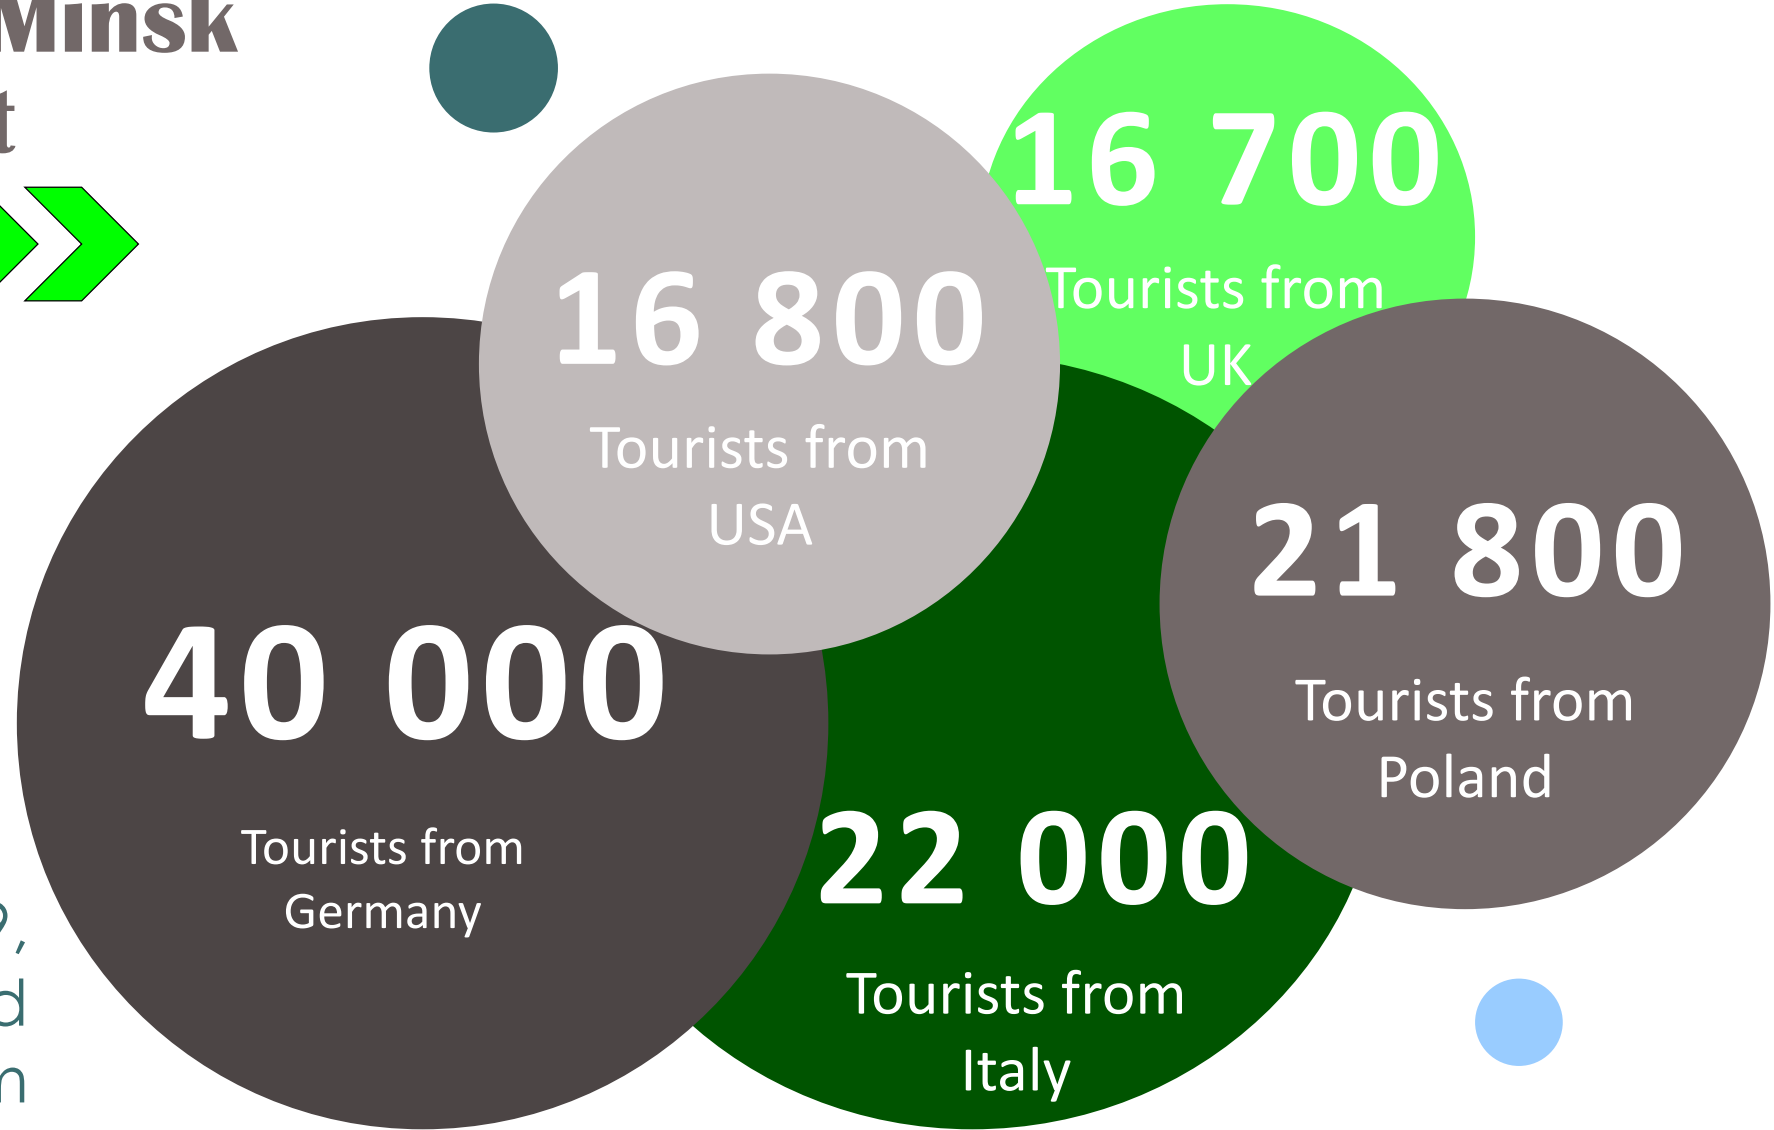 Minsk
16 700
Tourists from
UK
16 800
Tourists from
USA
21 800
Tourists from
Poland
40 000
Tourists from
Germany
22 000
Tourists from
Italy